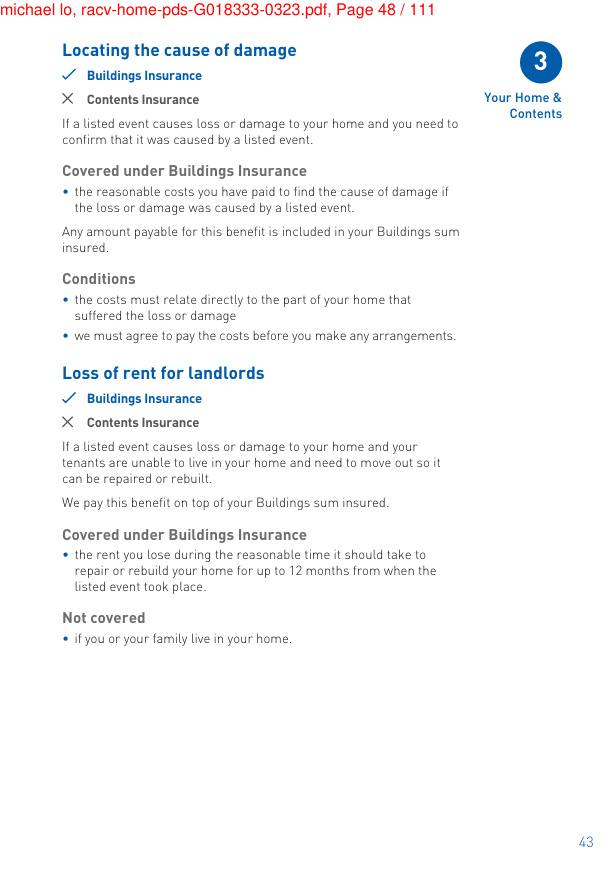 michael lo, racv-home-pds-G018333-0323.pdf, Page 48 / 111
Locating the cause of damage
Buildings Insurance
Contents Insurance
If a listed event causes loss or damage to your home and you need to
confirm that it was caused by a listed event.
Covered under Buildings Insurance
• the reasonable costs you have paid to find the cause of damage if
the loss or damage was caused by a listed event.
Any amount payable for this benefit is included in your Buildings sum
insured.
Conditions
• the costs must relate directly to the part of your home that
suffered the loss or damage
• we must agree to pay the costs before you make any arrangements.
Loss of rent for landlords
Buildings Insurance
Contents Insurance
If a listed event causes loss or damage to your home and your
tenants are unable to live in your home and need to move out so it
can be repaired or rebuilt.
We pay this benefit on top of your Buildings sum insured.
Covered under Buildings Insurance
• the rent you lose during the reasonable time it should take to
repair or rebuild your home for up to 12 months from when the
listed event took place.
Not covered
• if you or your family live in your home.
3
Your Home &
Contents
43